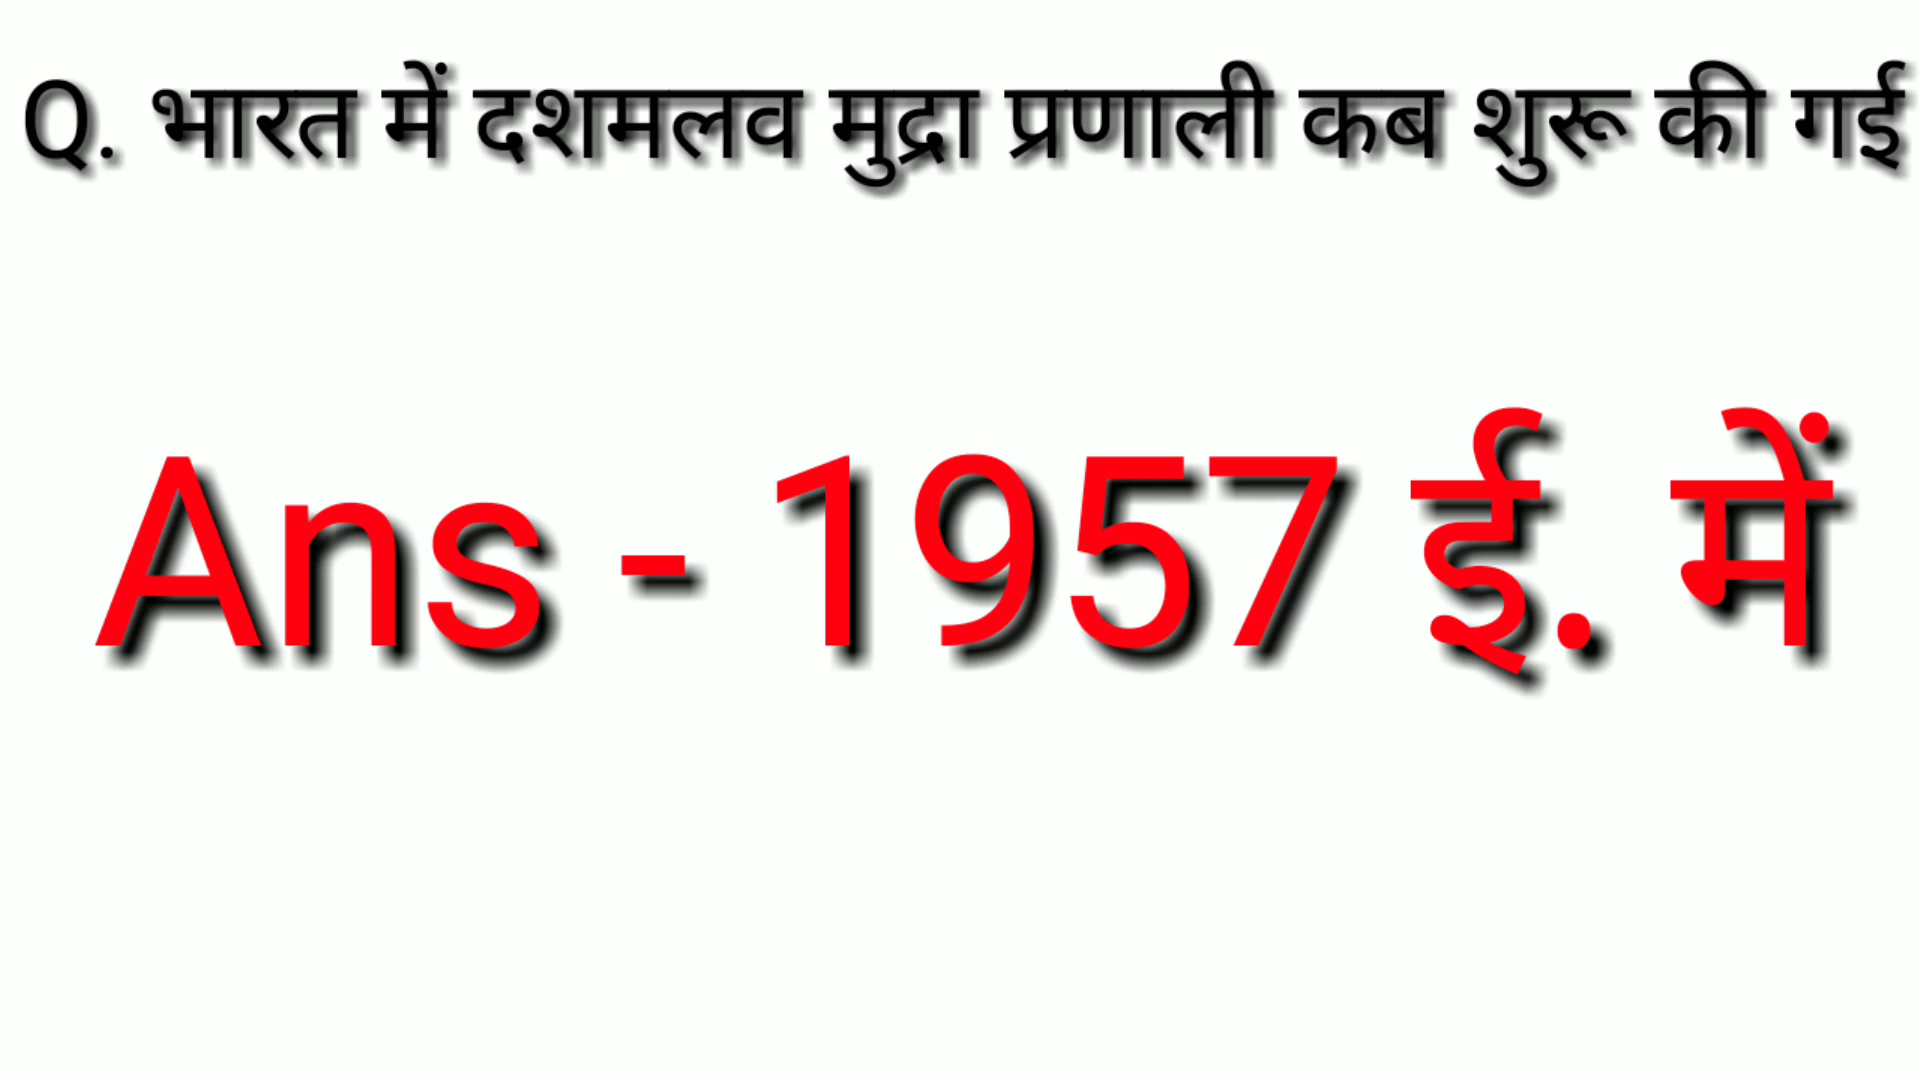 Q. भारत में दशमलव मुद्रा प्रणाली कब शुरू की गई
Ans - 1957 ई. में